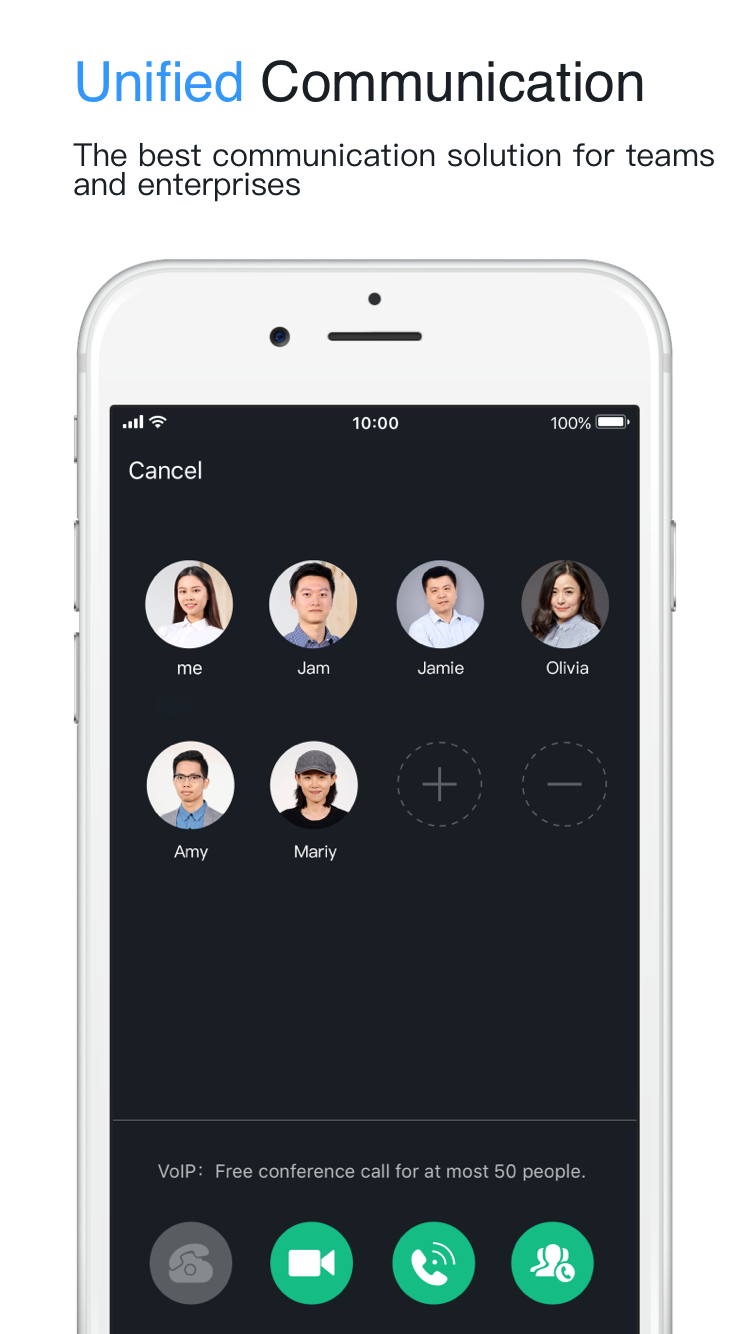 Unified Communication
The best communication solution for teams
and enterprises
10:00
100%
Cancel
me
Jam
Jamie
Olivia
Amy
Mariy
VoIP: Free conference call for at most 50 people.